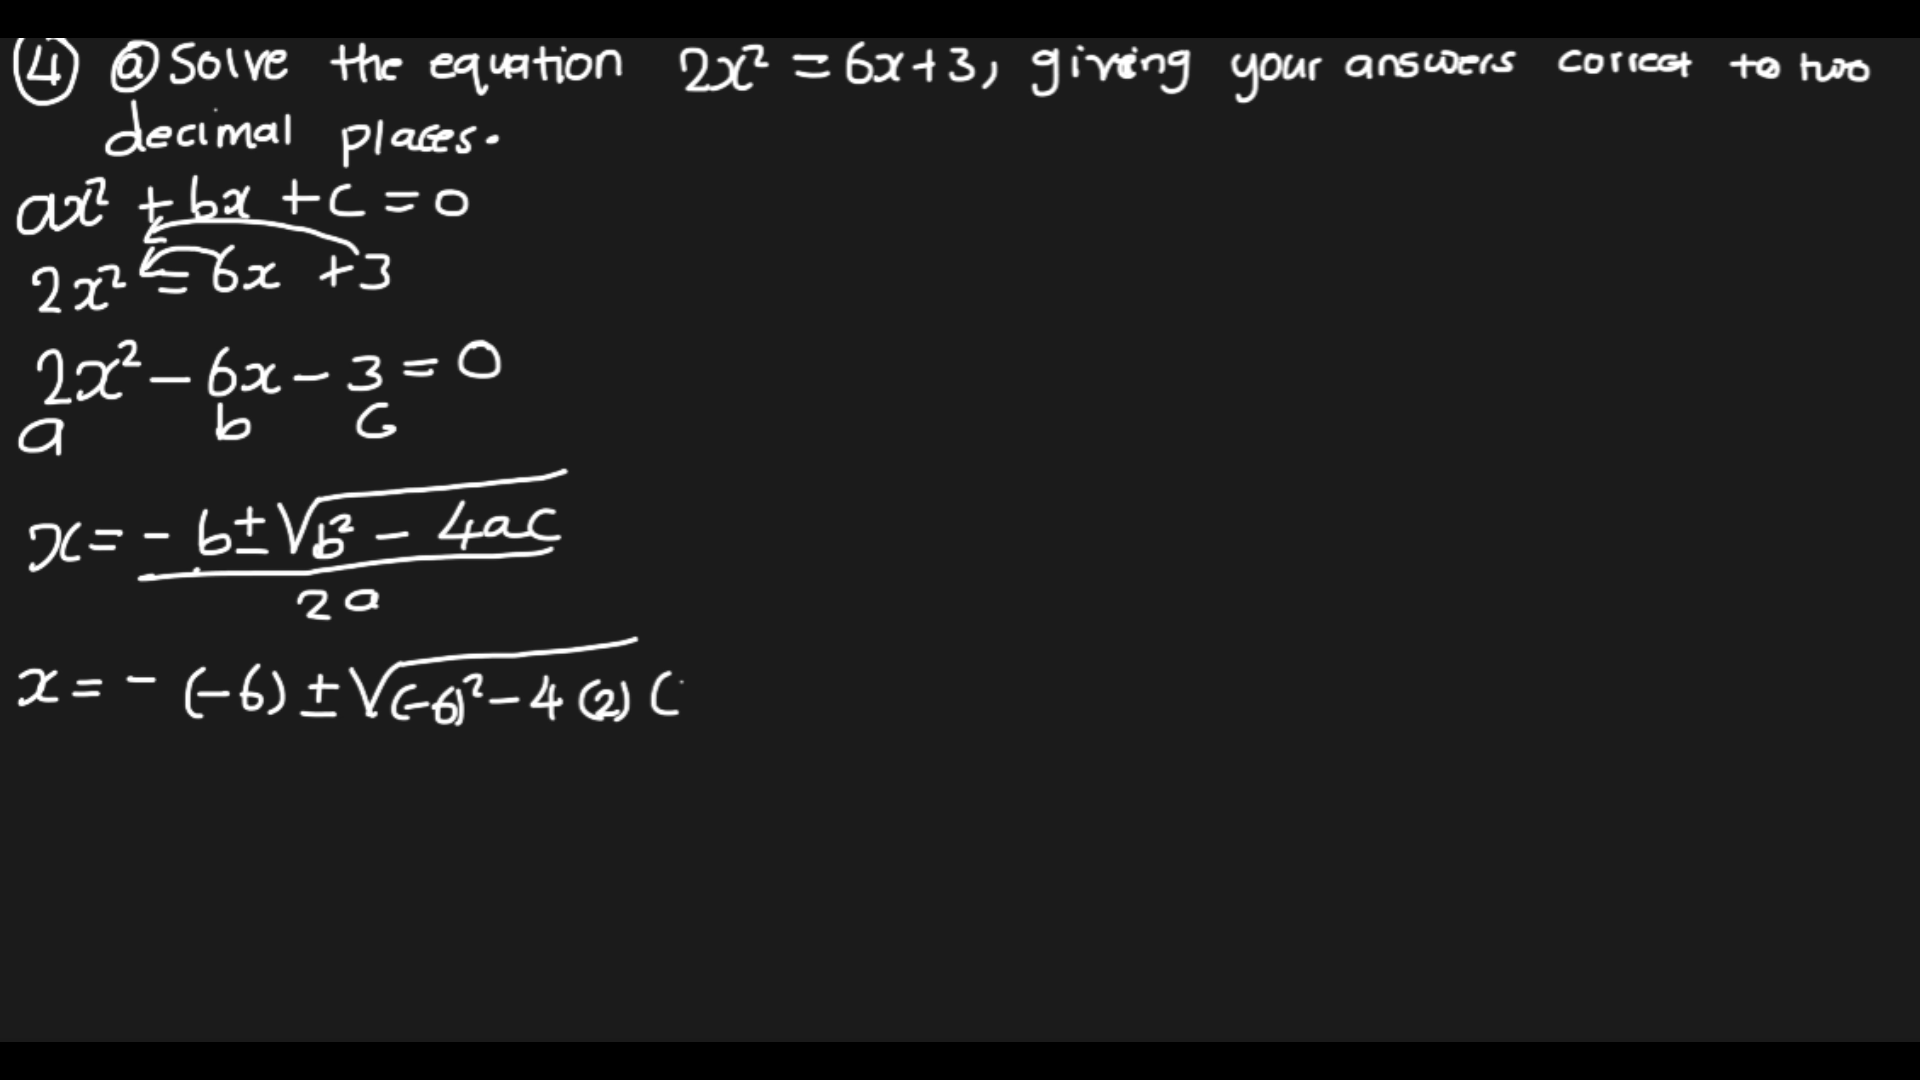 ④ ⓐ Solve the equation 2x² = 6x+3, giving your answers correct to two
decimal places.
ax² + bx + c = 0
2x² = 6x + 3
2x² - 6x - 3 = 0
a b c
x = - b ± √b² - 4ac
2a
x = - (-6) ± √(-6)² - 4 (2) (